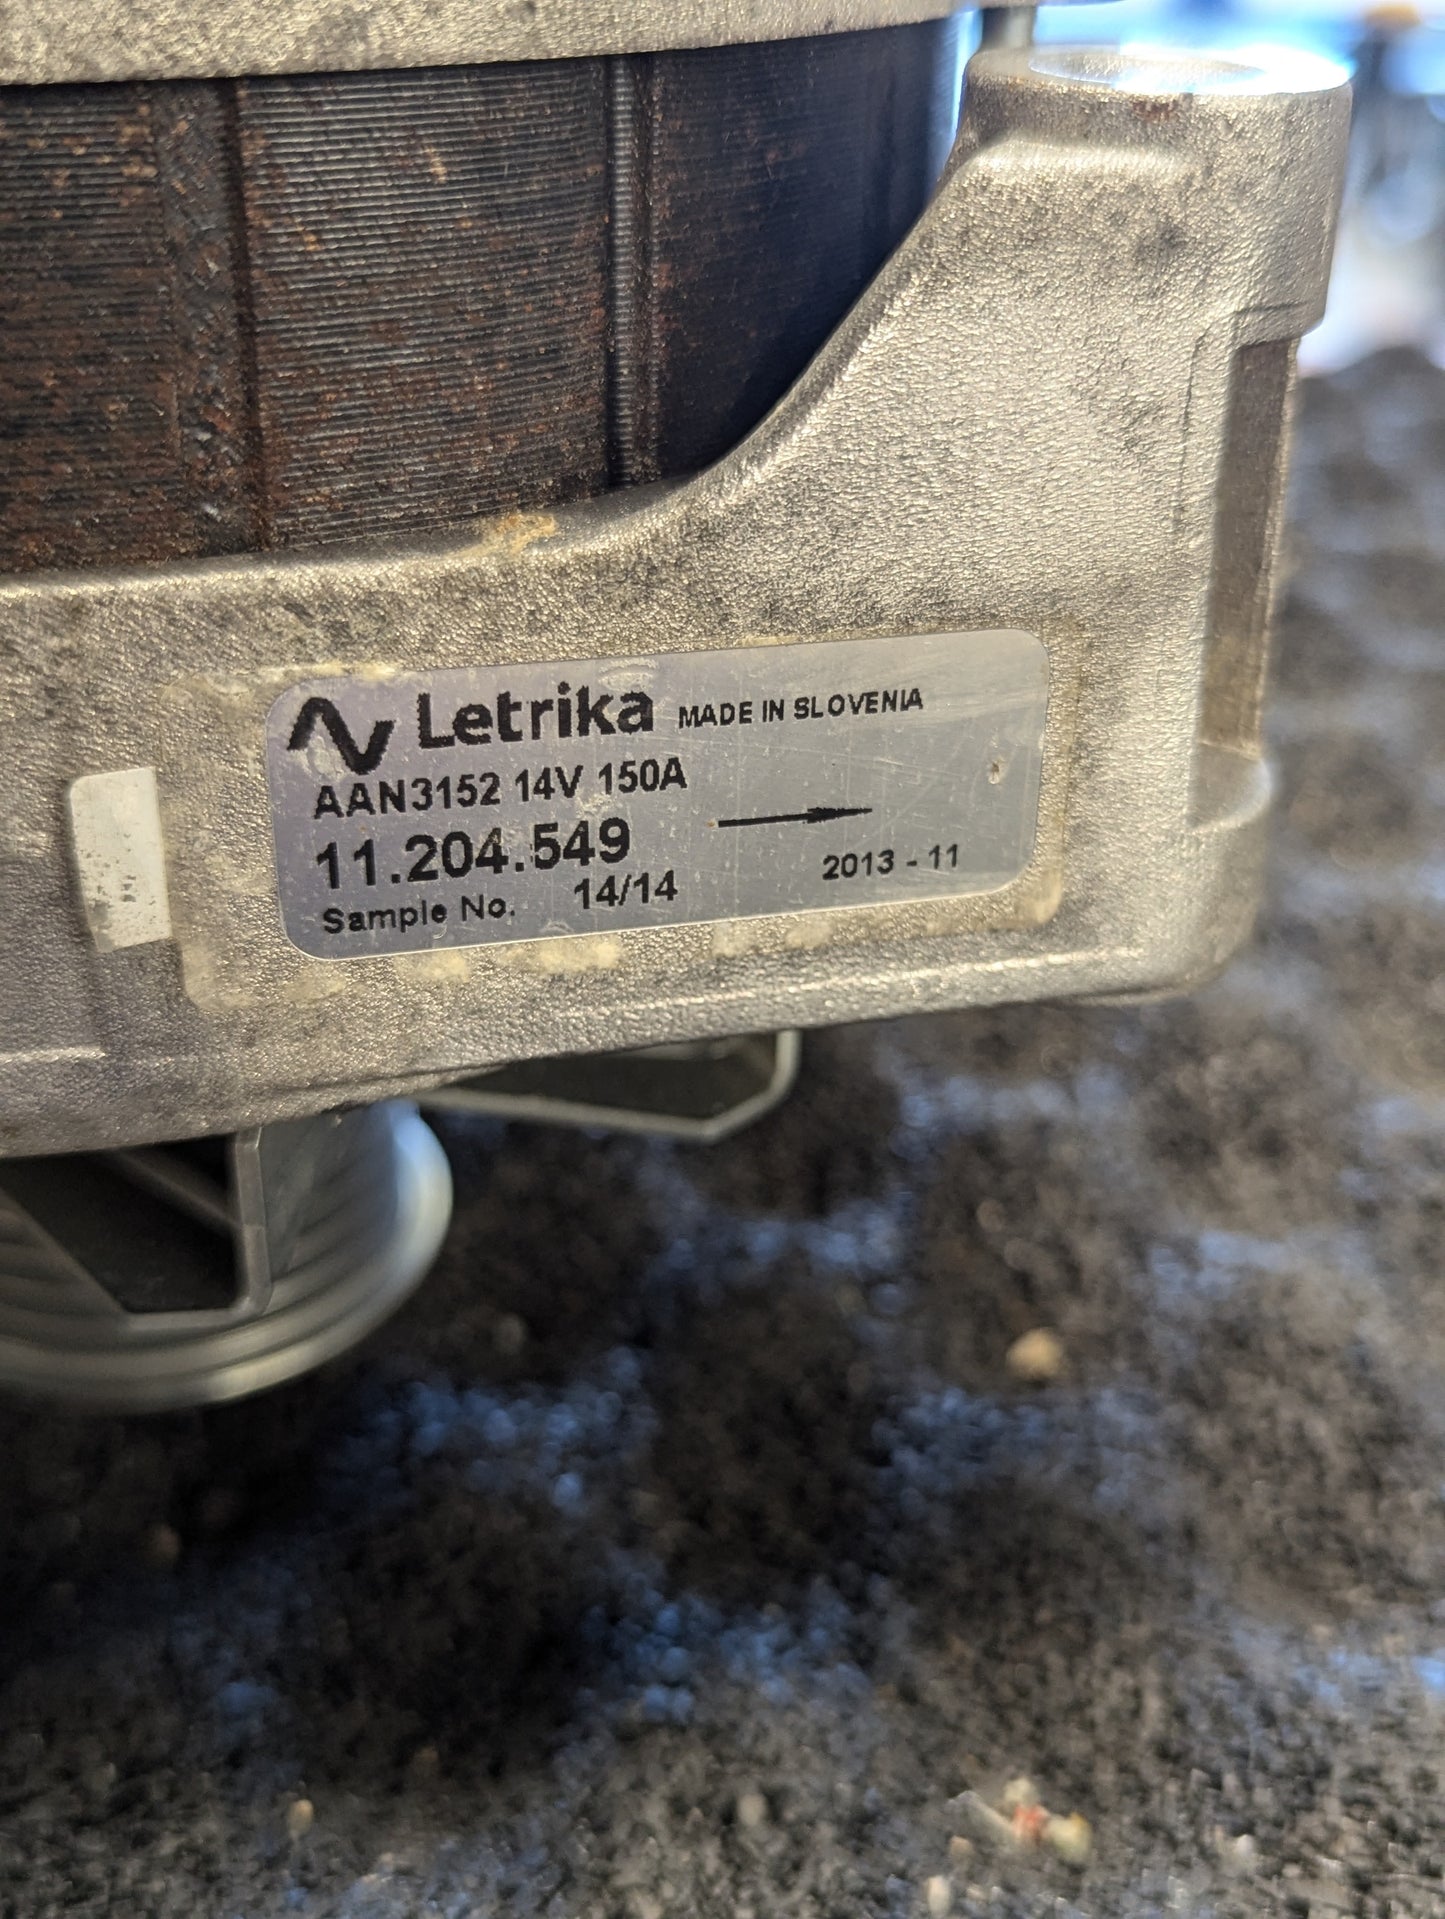 Letrika MADE IN SLOVENIA
AAN3152 14V 150A
11.204.549
Sample No. 14/14 2013 - 11